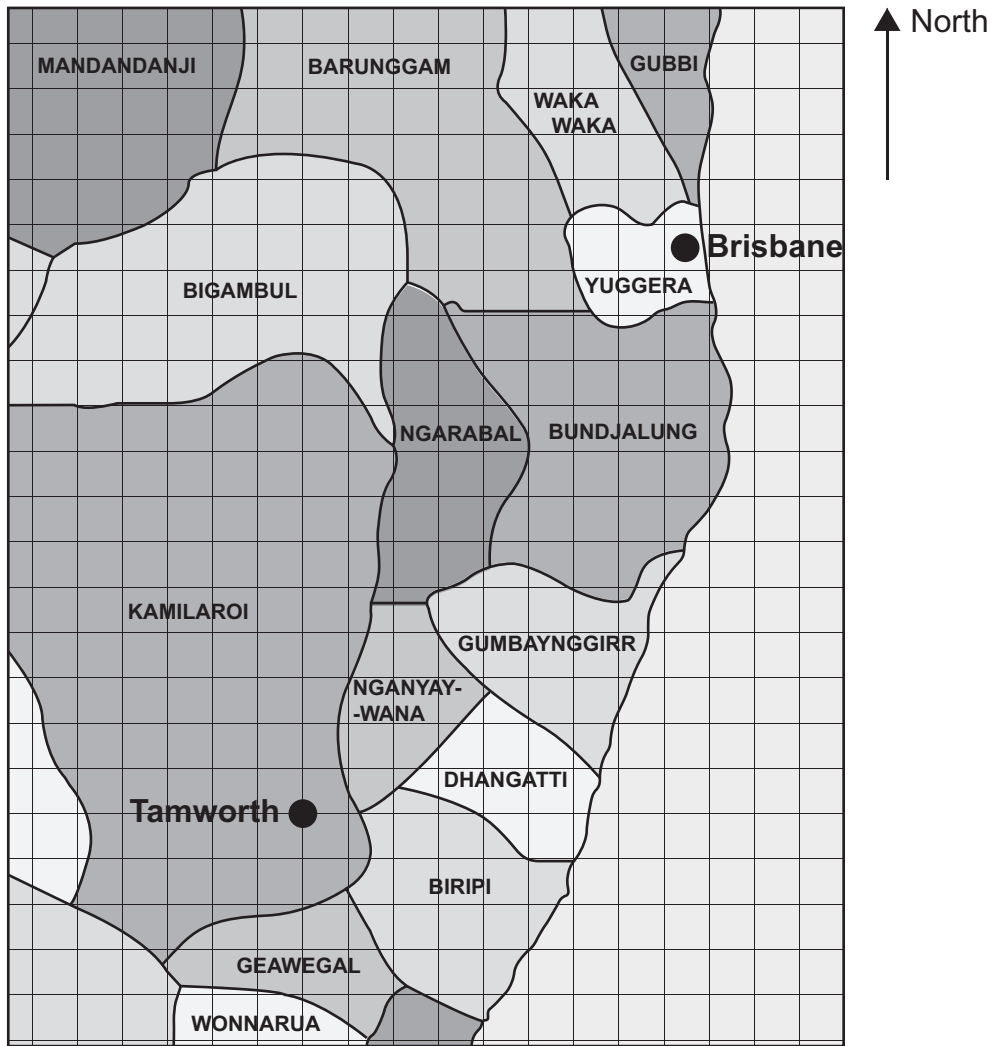 North
MANDANDANJI
BARUNGGAM
GUBBI
WAKA
WAKA
Brisbane
YUGGERA
BIGAMBUL
NGARABAL
BUNDJALUNG
KAMILAROI
GUMBAYNGGIRR
NGANYAY-
-WANA
DHANGATTI
Tamworth
BIRIPI
GEAWEGAL
WONNARUA